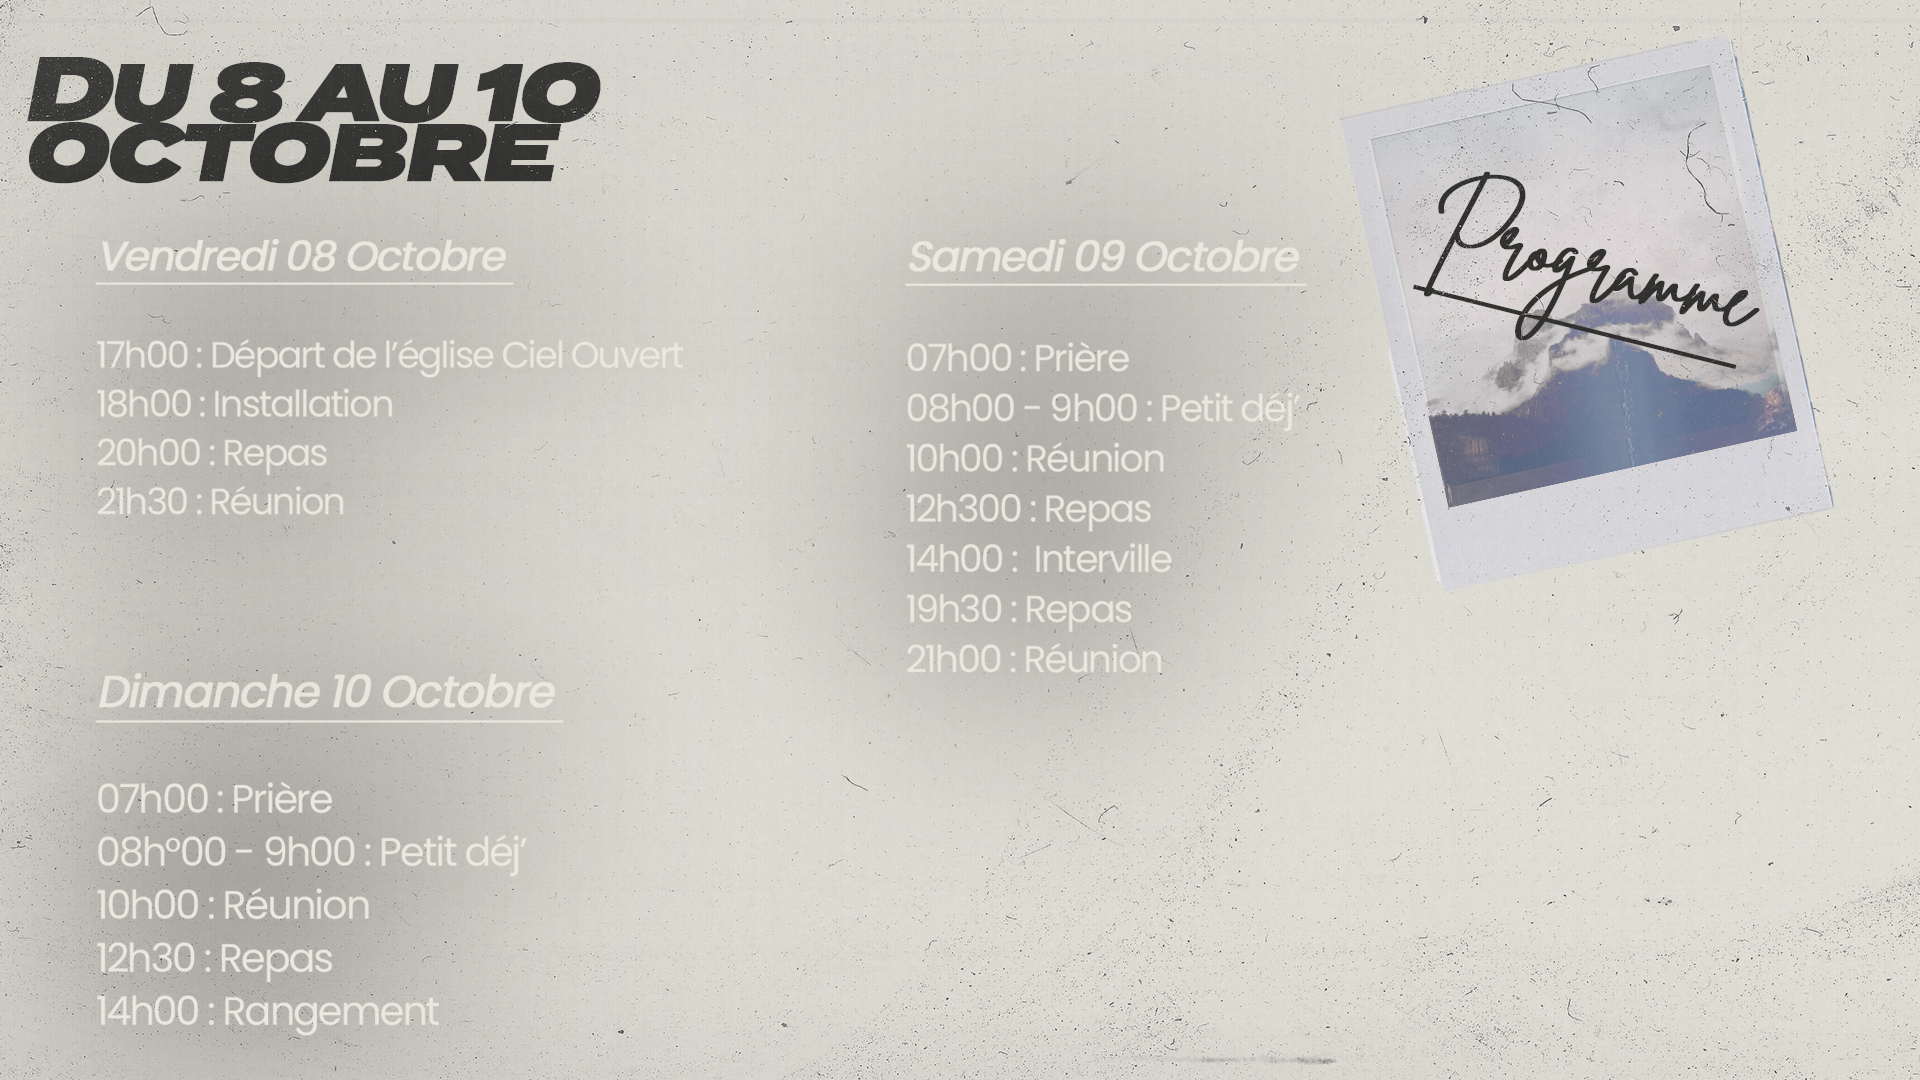 DU 8 AU 10
OCTOBRE
Programme
Vendredi 08 Octobre
17h00 : Départ de l’église Ciel Ouvert
18h00 : Installation
20h00 : Repas
21h30 : Réunion
Samedi 09 Octobre
07h00 : Prière
08h00 - 9h00 : Petit déj’
10h00 : Réunion
12h300 : Repas
14h00 :  Interville
19h30 : Repas
21h00 : Réunion
Dimanche 10 Octobre
07h00 : Prière
08h°00 - 9h00 : Petit déj’
10h00 : Réunion
12h30 : Repas
14h00 : Rangement